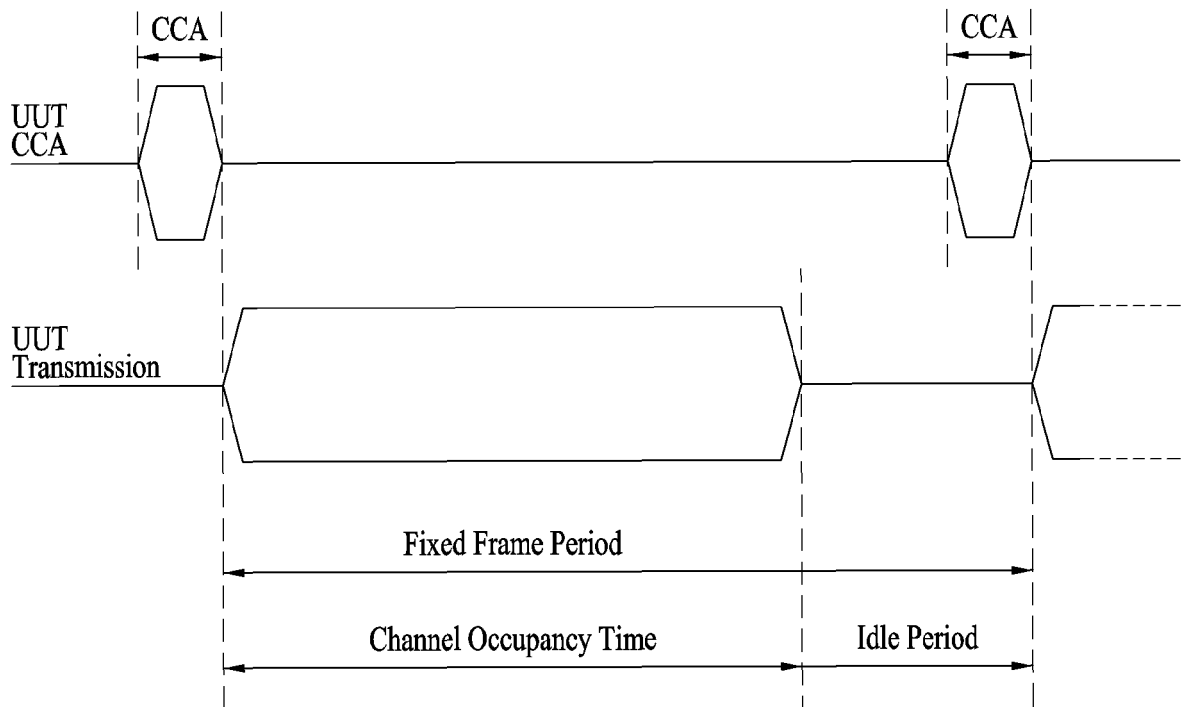 CCA
CCA
UUT
CCA
UUT
Transmission
Fixed Frame Period
Channel Occupancy Time
Idle Period